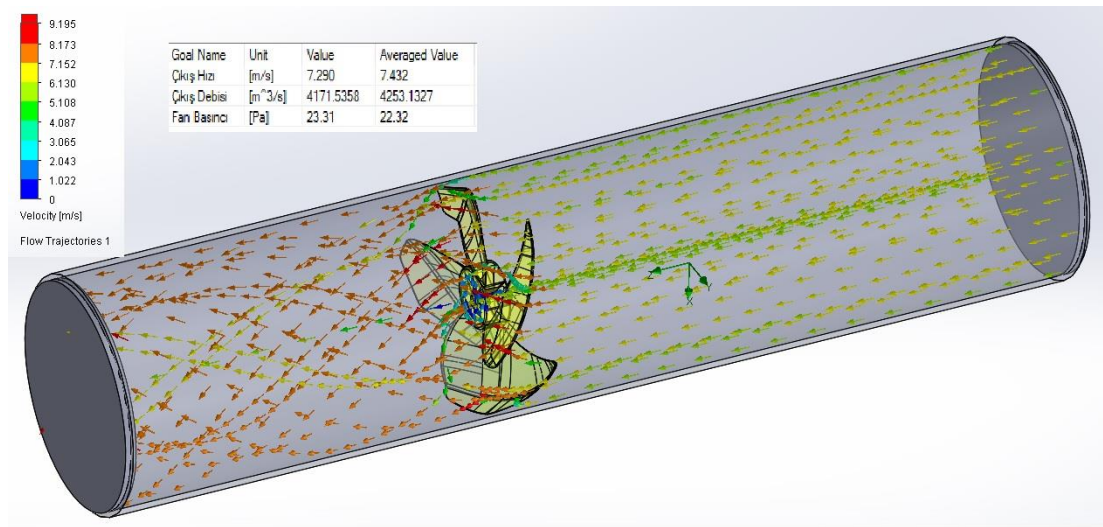 9.195
8.173
7.152
6.130
5.108
4.087
3.065
2.043
1.022
0
Velocity [m/s]
Flow Trajectories 1
Goal Name Unit Value Averaged Value
Çıkış Hızı [m/s] 7.290 7.432
Çıkış Debisi [m^3/s] 4171.5358 4253.1327
Fan Basıncı [Pa] 23.31 22.32
X
Y